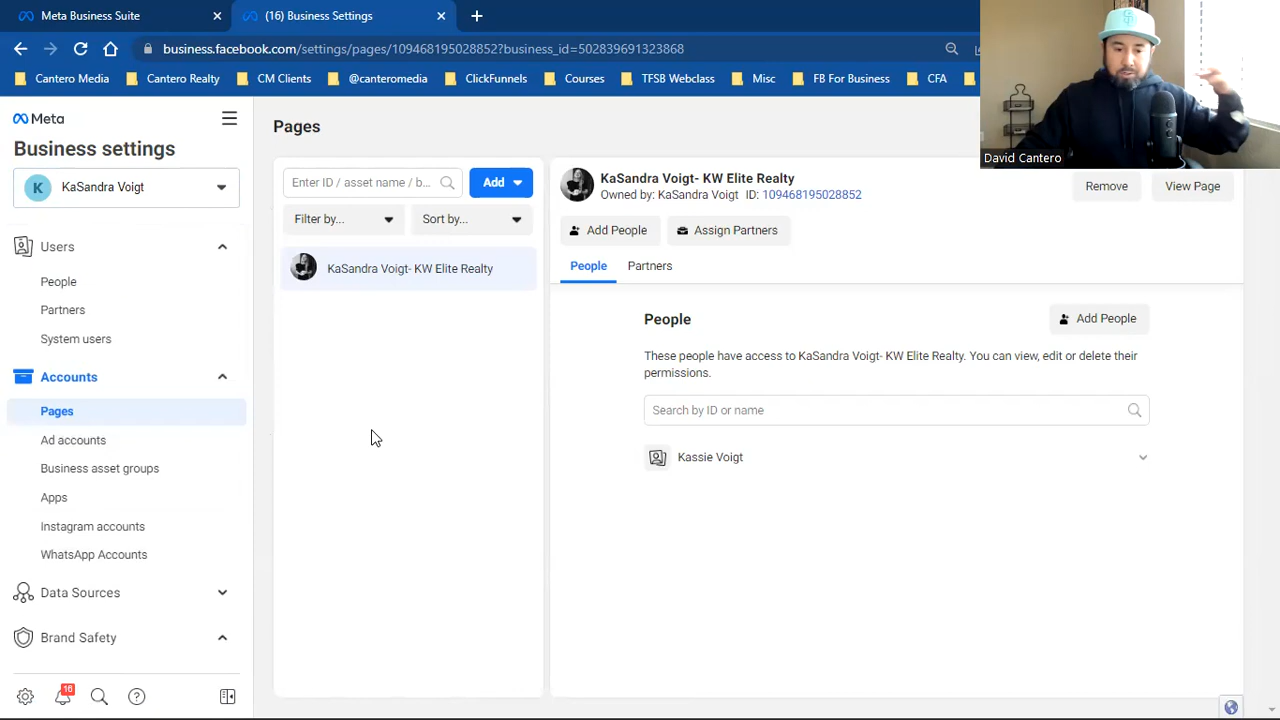 Meta Business Suite
(16) Business Settings
business.facebook.com/settings/pages/109468195028852?business_id=502839691323868
Cantero Media
Cantero Realty
CM Clients
@canteromedia
ClickFunnels
Courses
TFSB Webclass
Misc
FB For Business
CFA
David Cantero
Meta
Business settings
K KaSandra Voigt
Users
People
Partners
System users
Accounts
Pages
Ad accounts
Business asset groups
Apps
Instagram accounts
WhatsApp Accounts
Data Sources
Brand Safety
16
Pages
Enter ID / asset name / b...
Add
Filter by...
Sort by...
KaSandra Voigt- KW Elite Realty
KaSandra Voigt- KW Elite Realty
Owned by: KaSandra Voigt ID: 109468195028852
Remove
View Page
Add People
Assign Partners
People
Partners
People
Add People
These people have access to KaSandra Voigt- KW Elite Realty. You can view, edit or delete their
permissions.
Search by ID or name
Kassie Voigt